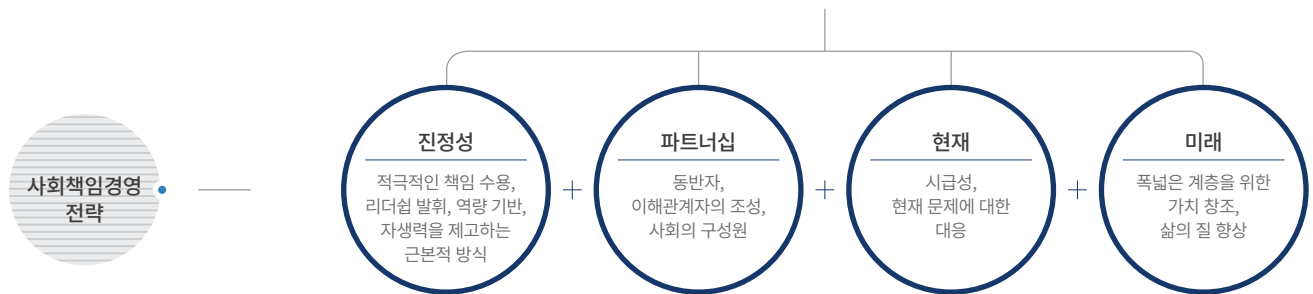 사회책임경영
전략
진정성
적극적인 책임 수용,
리더쉽 발휘, 역량 기반,
자생력을 제고하는
근본적 방식
+
파트너십
동반자,
이해관계자의 조성,
사회의 구성원
+
현재
시급성,
현재 문제에 대한
대응
+
미래
폭넓은 계층을 위한
가치 창조,
삶의 질 향상